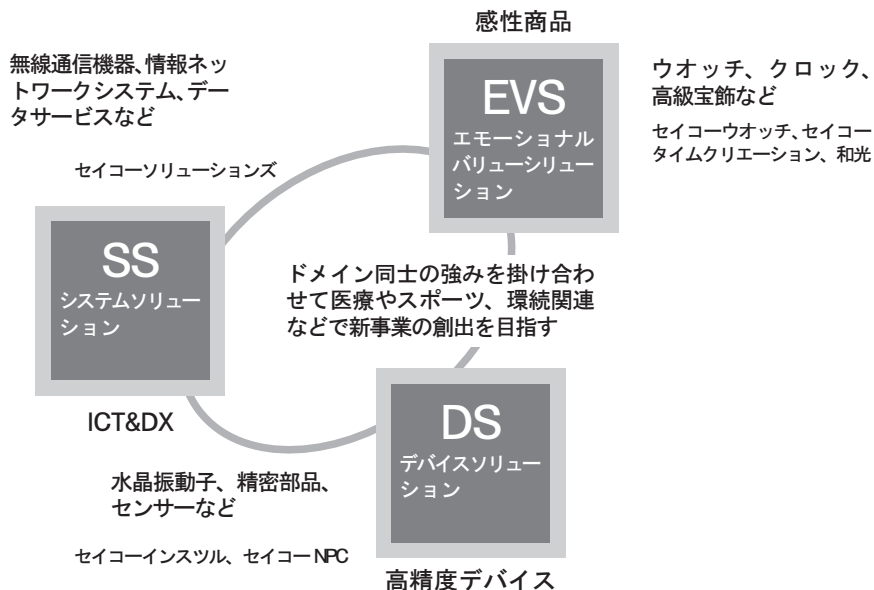 感性商品
EVS
エモーショナル
バリューシリュー
ション
ウオッチ、クロック、
高級宝飾など
セイコーウオッチ、セイコー
タイムクリエーション、和光
無線通信機器、情報ネッ
トワークシステム、デー
タサービスなど
セイコーソリューションズ
SS
システムソリュー
ション
ICT&DX
ドメイン同士の強みを掛け合わ
せて医療やスポーツ、環続関連
などで新事業の創出を目指す
DS
デバイスソリュー
ション
高精度デバイス
水晶振動子、精密部品、
センサーなど
セイコーインスツル、セイコーNPC